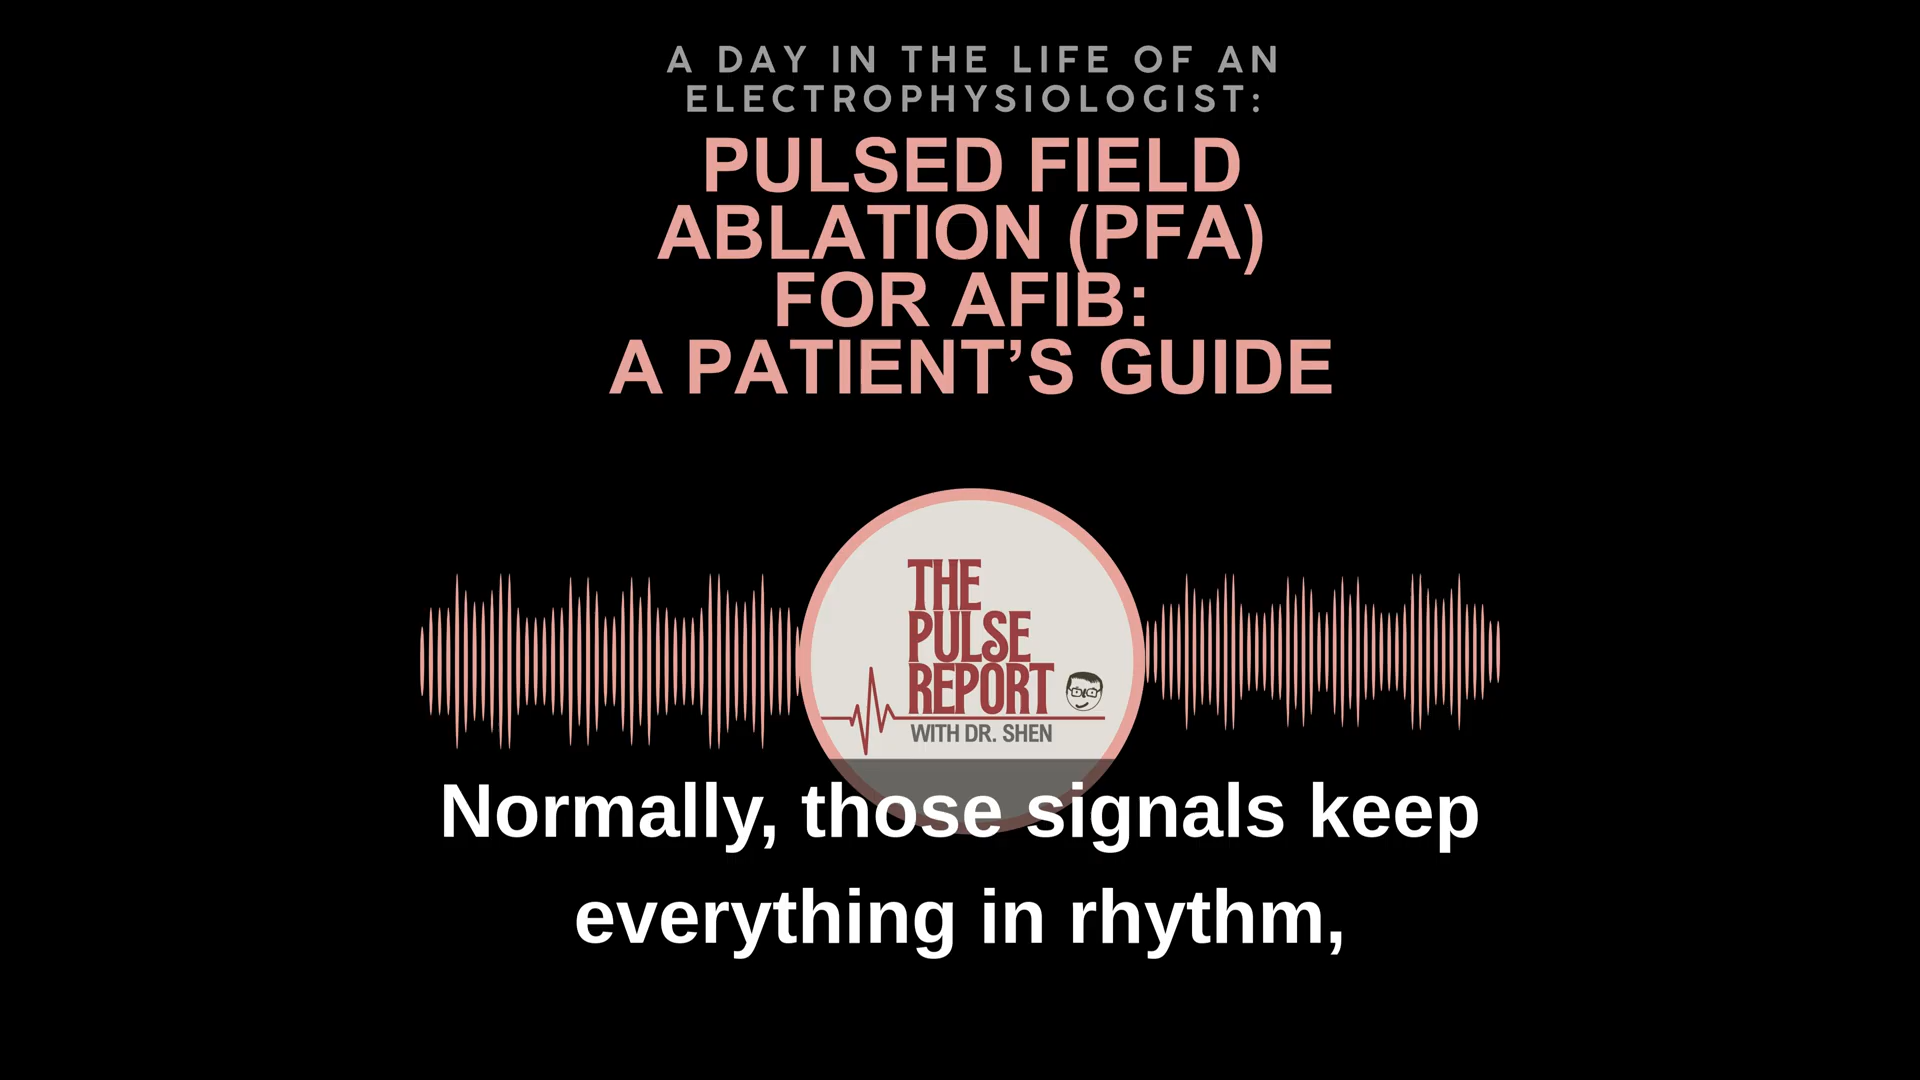 A DAY IN THE LIFE OF AN
ELECTROPHYSIOLOGIST:
PULSED FIELD
ABLATION (PFA)
FOR AFIB:
A PATIENT’S GUIDE
THE
PULSE
REPORT
WITH DR. SHEN
Normally, those signals keep
everything in rhythm,